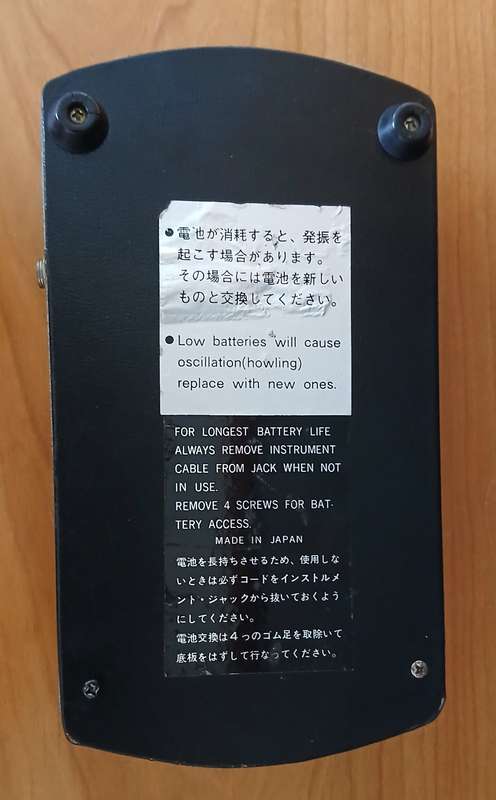 ●電池が消耗すると、発振を
起こす場合があります。
その場合には電池を新しい
ものと交換してください。
●Low batteries will cause
oscillation(howling)
replace with new ones.
FOR LONGEST BATTERY LIFE
ALWAYS REMOVE INSTRUMENT
CABLE FROM JACK WHEN NOT
IN USE.
REMOVE 4 SCREWS FOR BAT-
TERY ACCESS.
MADE IN JAPAN
電池を長持ちさせるため、使用しな
いときは必ずコードをインストルメ
ント・ジャックから抜いておくよう
にしてください。
電池交換は4つのゴム足を取除いて
底板をはずして行なってください。